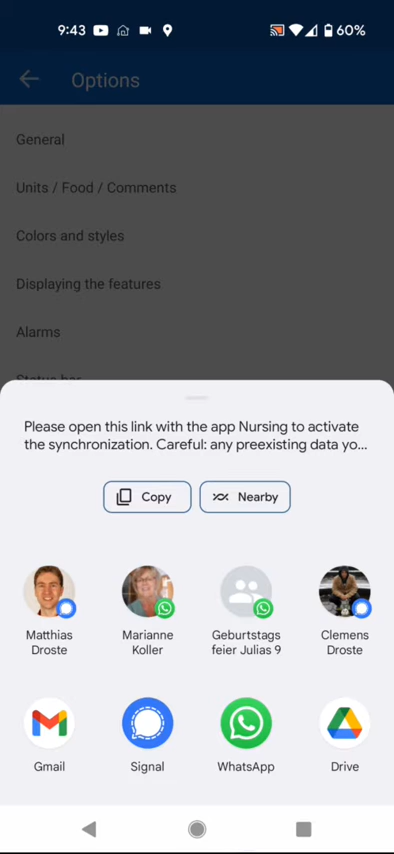 9:43
60%
Options
General
Units / Food / Comments
Colors and styles
Displaying the features
Alarms
Status bar
Please open this link with the app Nursing to activate
the synchronization. Careful: any preexisting data yo...
Copy
Nearby
Matthias
Droste
Marianne
Koller
Geburtstags
feier Julias 9
Clemens
Droste
Gmail
Signal
WhatsApp
Drive